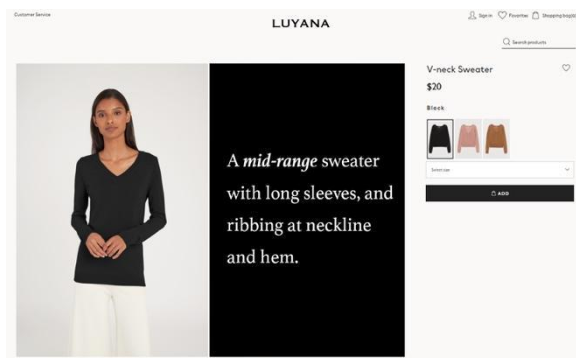 Customer Service
LUYANA
Sign in Favorites Shopping bag
Search products
V-neck Sweater
$20
Black
Select size
ADD
A mid-range sweater
with long sleeves, and
ribbing at neckline
and hem.